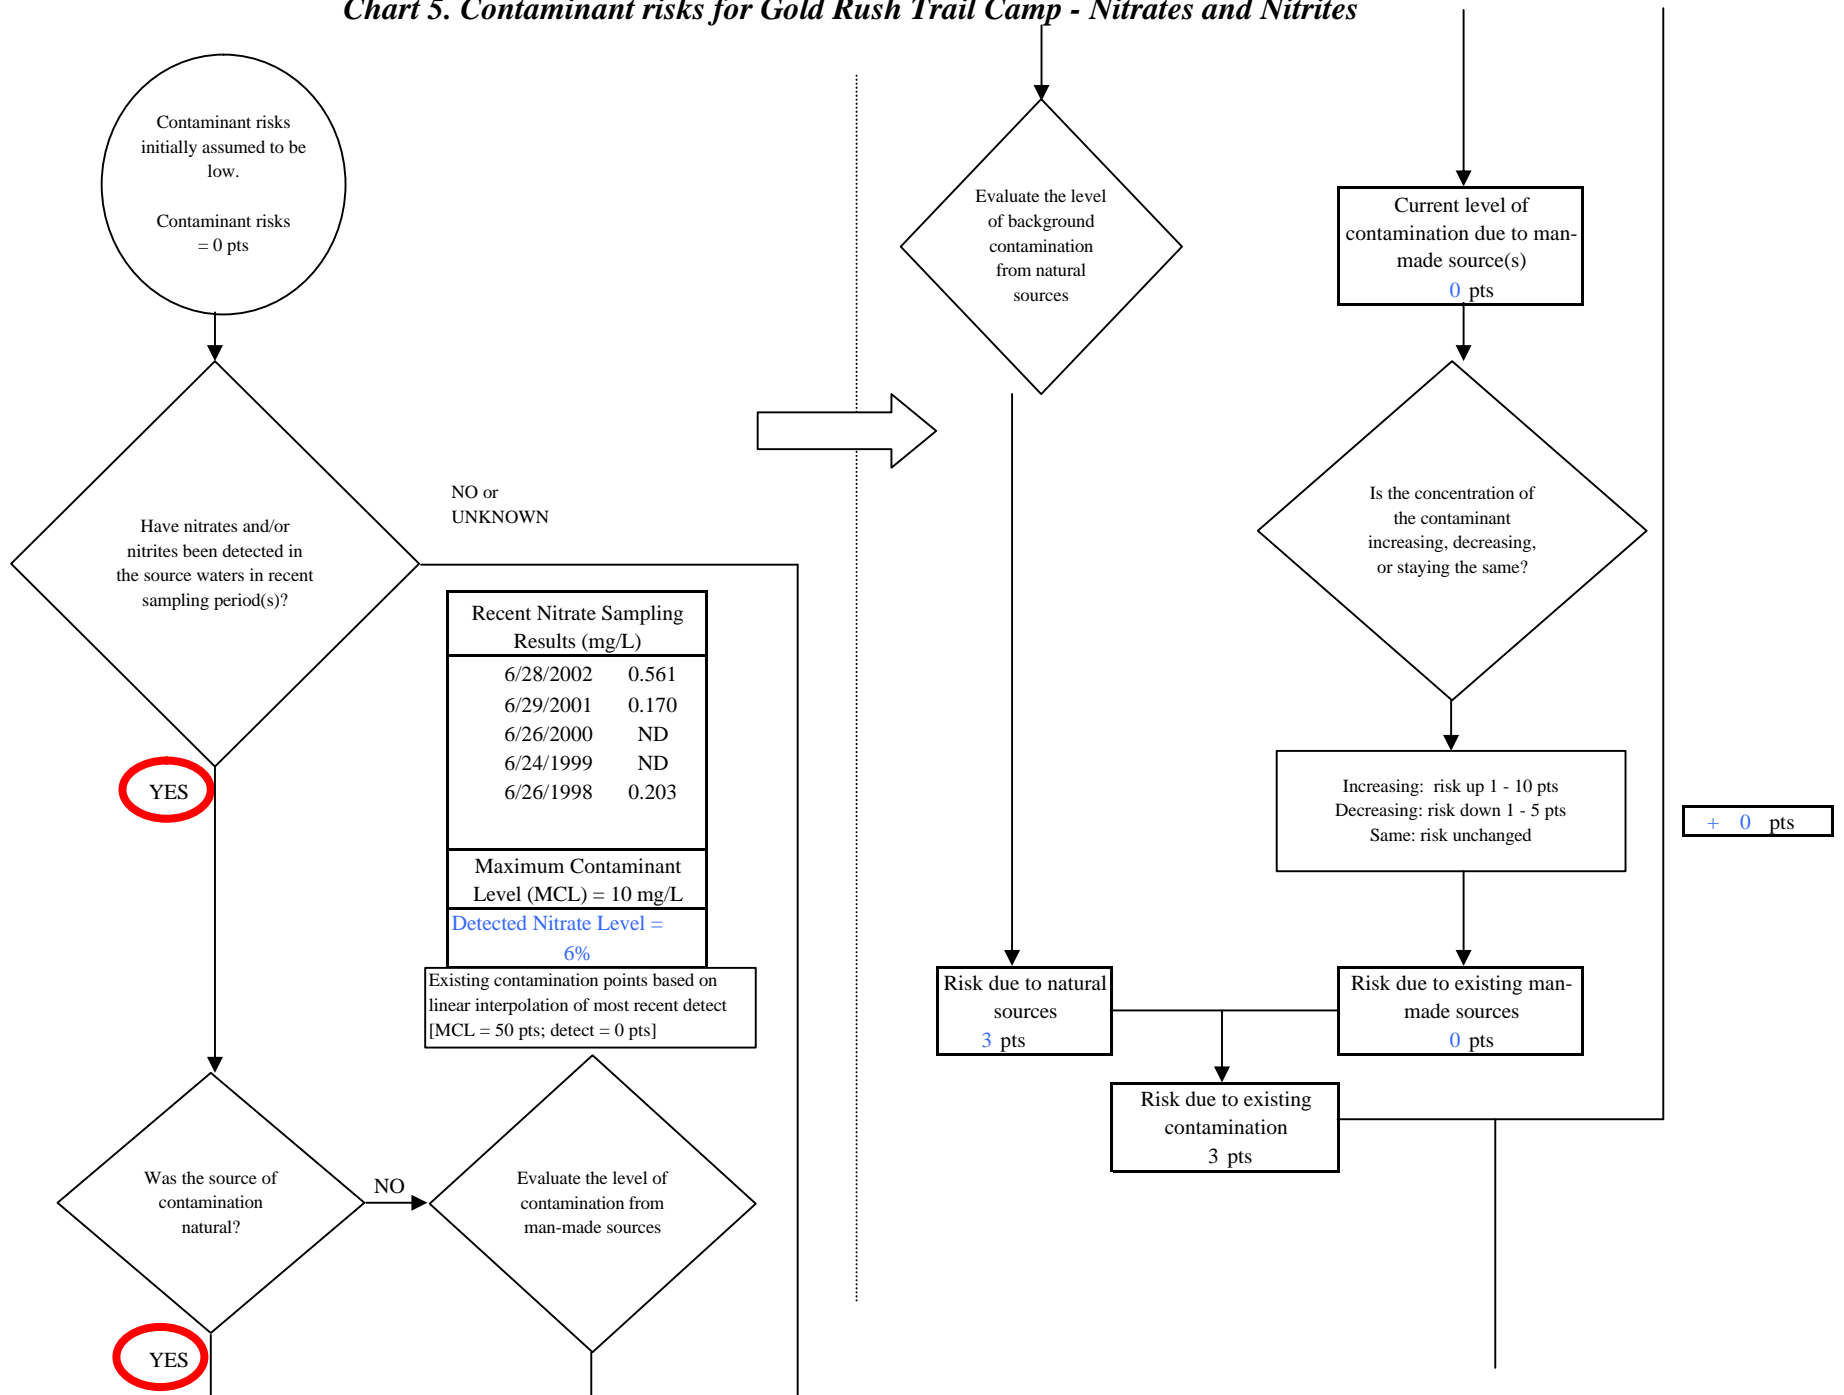 Chart 5. Contaminant risks for Gold Rush Trail Camp - Nitrates and Nitrites
Contaminant risks
initially assumed to be
low.
Contaminant risks
= 0 pts
Have nitrates and/or
nitrites been detected in
the source waters in recent
sampling period(s)?
NO or
UNKNOWN
YES
Recent Nitrate Sampling
Results (mg/L)
6/28/2002 0.561
6/29/2001 0.170
6/26/2000 ND
6/24/1999 ND
6/26/1998 0.203
Maximum Contaminant
Level (MCL) = 10 mg/L
Detected Nitrate Level =
6%
Existing contamination points based on
linear interpolation of most recent detect
[MCL = 50 pts; detect = 0 pts]
Was the source of
contamination
natural?
NO
YES
Evaluate the level of
contamination from
man-made sources
Evaluate the level
of background
contamination
from natural
sources
Current level of
contamination due to man-
made source(s)
0 pts
Is the concentration of
the contaminant
increasing, decreasing,
or staying the same?
Increasing: risk up 1 - 10 pts
Decreasing: risk down 1 - 5 pts
Same: risk unchanged
+ 0 pts
Risk due to natural
sources
3 pts
Risk due to existing man-
made sources
0 pts
Risk due to existing
contamination
3 pts